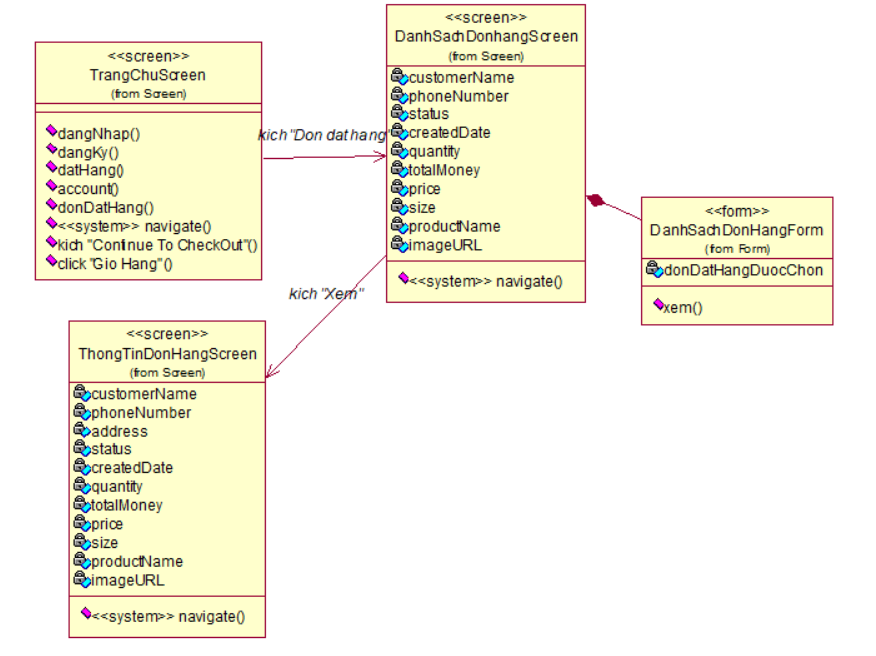 <<screen>>
TrangChuScreen
(from Screen)
dangNhap()
dangKy()
datHang()
account()
donDatHang()
<<system>> navigate()
kich "Continue To CheckOut"()
click "Gio Hang"()
kich "Don dat hang"
<<screen>>
DanhSachDonhangScreen
(from Screen)
customerName
phoneNumber
status
createdDate
quantity
totalMoney
price
size
productName
imageURL
<<system>> navigate()
<<form>>
DanhSachDonHangForm
(from Form)
donDatHangDuocChon
xem()
kich "Xem"
<<screen>>
ThongTinDonHangScreen
(from Screen)
customerName
phoneNumber
address
status
createdDate
quantity
totalMoney
price
size
productName
imageURL
<<system>> navigate()